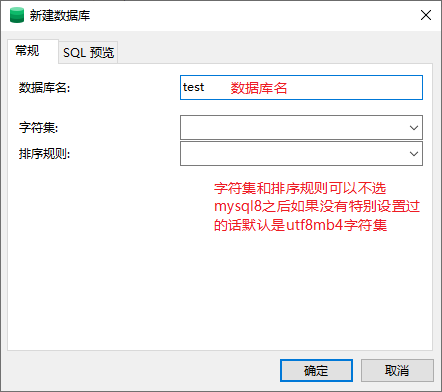 新建数据库
常规 SQL 预览
数据库名: test 数据库名
字符集:
排序规则:
字符集和排序规则可以不选
mysql8之后如果没有特别设置过
的话默认是utf8mb4字符集
确定 取消